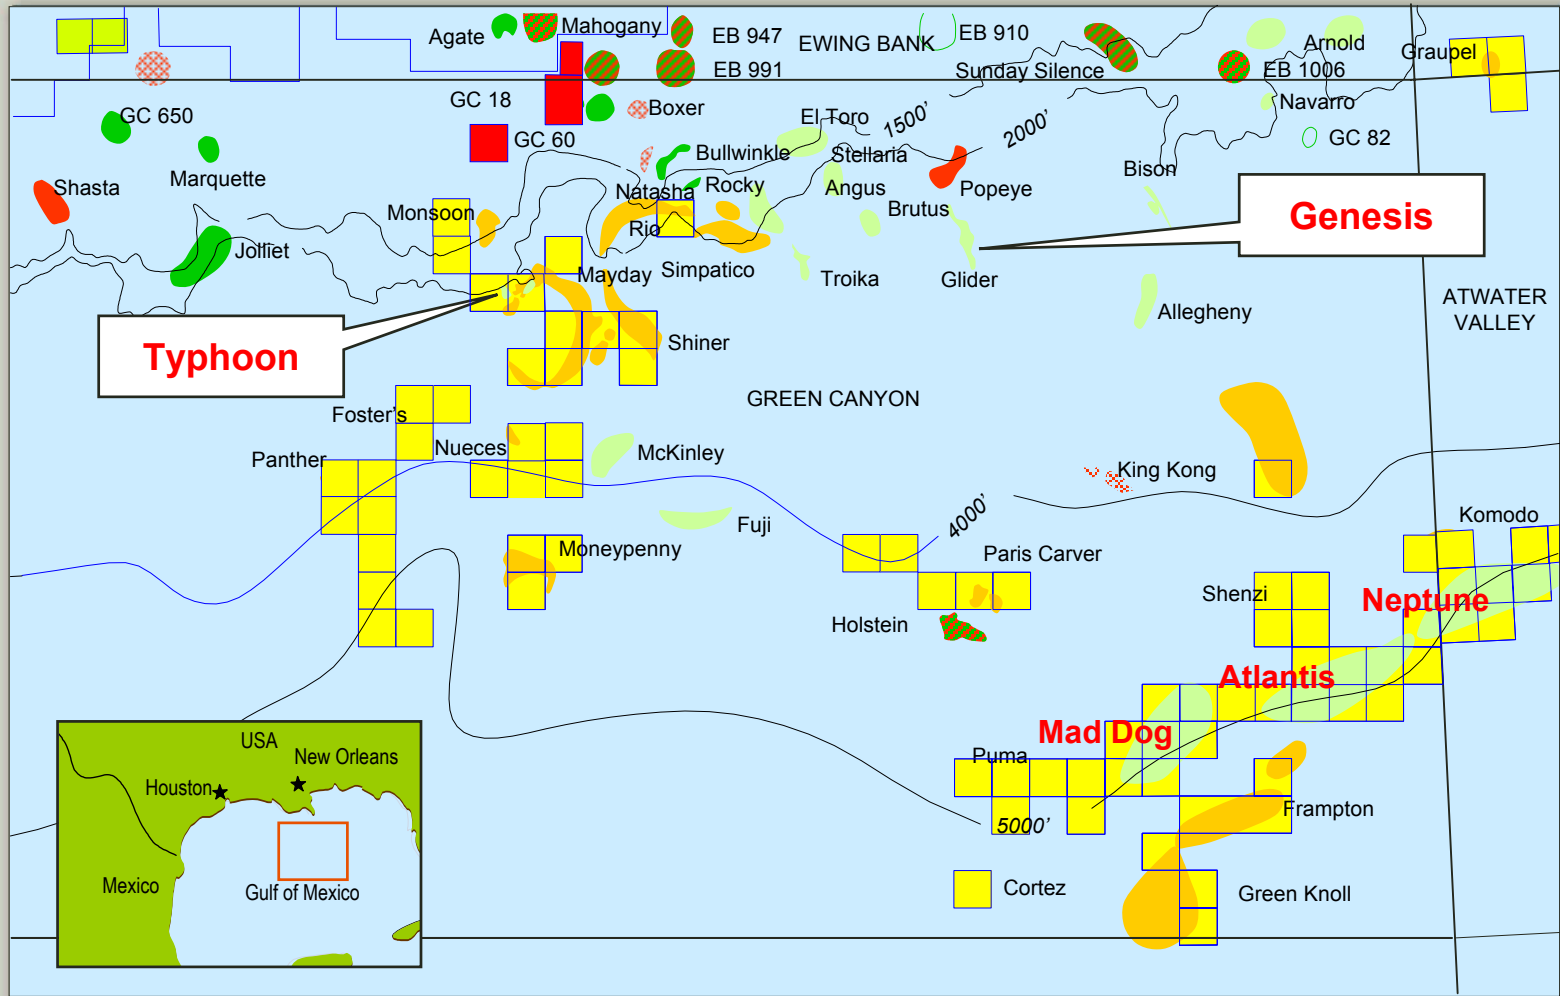 Agate
Mahogany
EB 947
EWING BANK
EB 910
Arnold
Graupel
EB 991
Sunday Silence
EB 1006
GC 18
Boxer
Navarro
GC 650
El Toro
1500'
2000'
GC 60
GC 82
Bullwinkle
Stellaria
Bison
Marquette
Shasta
Natasha
Rocky
Angus
Popeye
Monsoon
Brutus
Genesis
Rio
Jolliet
Mayday
Simpatico
Troika
Glider
ATWATER
VALLEY
Allegheny
Typhoon
Shiner
GREEN CANYON
Foster's
Nueces
McKinley
Panther
King Kong
4000'
Komodo
Fuji
Moneypenny
Paris Carver
Shenzi
Neptune
Holstein
Atlantis
Mad Dog
Puma
USA
New Orleans
Houston
Frampton
5000'
Mexico
Gulf of Mexico
Cortez
Green Knoll